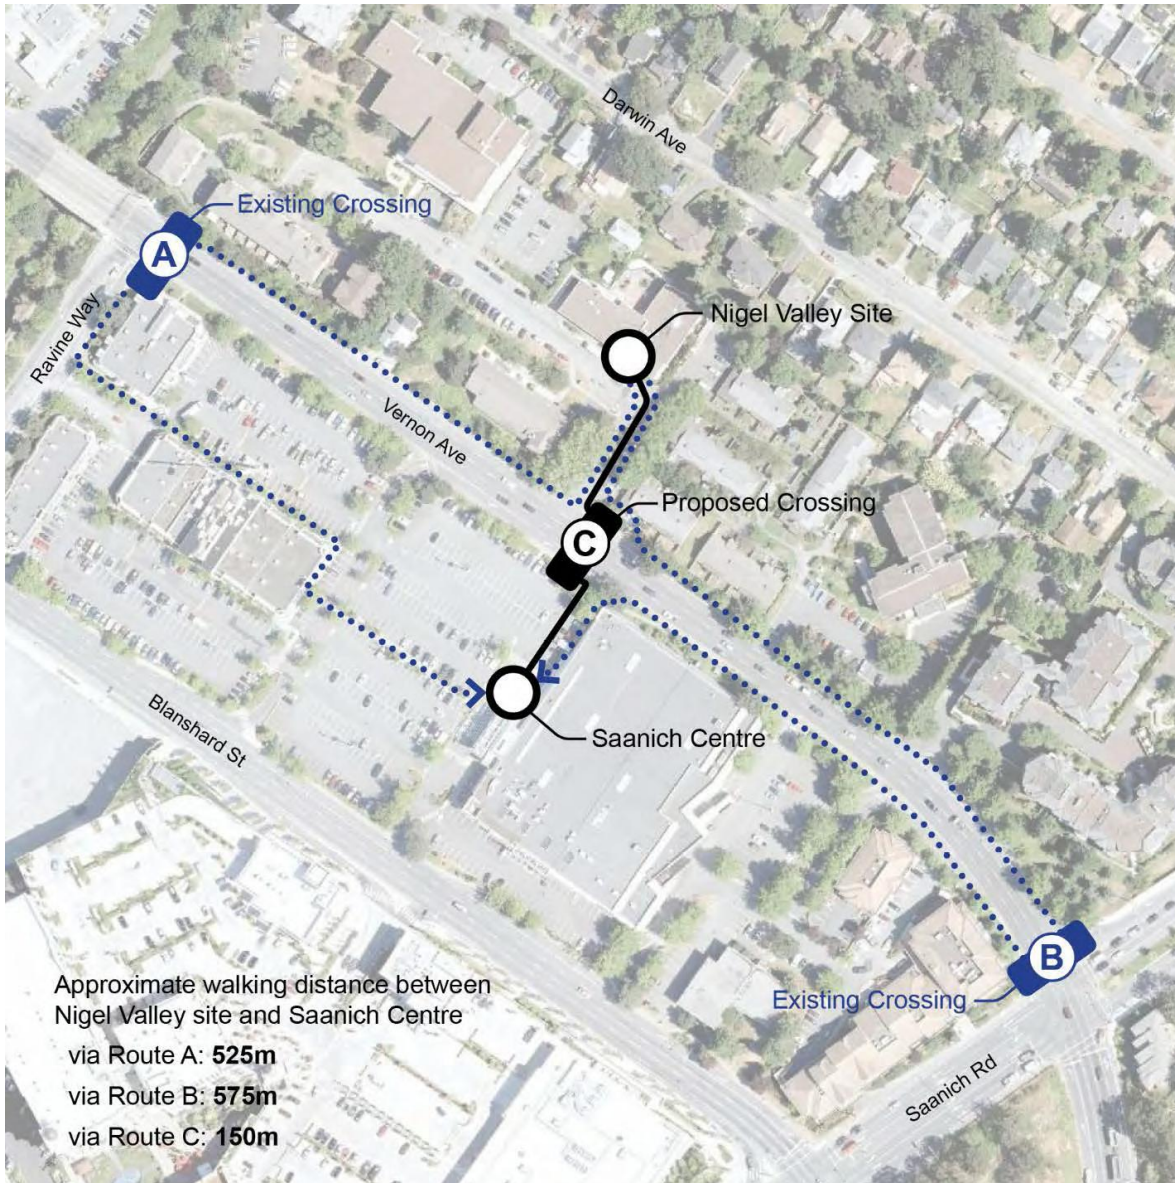 Darwin Ave
Existing Crossing
A
Ravine Way
Nigel Valley Site
Vernon Ave
Proposed Crossing
C
Blanshard St
Saanich Centre
B
Existing Crossing
Saanich Rd
Approximate walking distance between
Nigel Valley site and Saanich Centre
via Route A: 525m
via Route B: 575m
via Route C: 150m